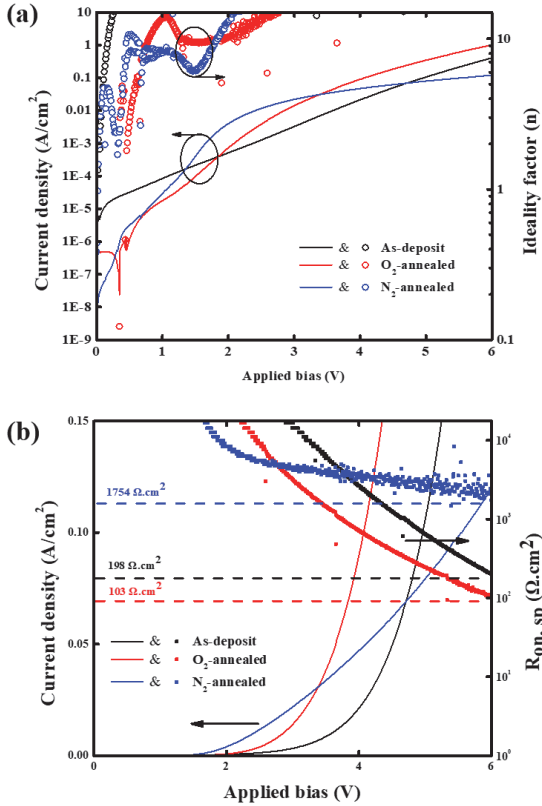 (a)
10
1
0.1
0.01
1E-3
1E-4
1E-5
1E-6
1E-7
1E-8
1E-9
Current density (A/cm²)
10
1
0.1
Ideality factor (n)
& As-deposit
& O₂-annealed
& N₂-annealed
0 1 2 3 4 5 6
Applied bias (V)
(b)
0.15
0.10
0.05
0.00
Current density (A/cm²)
10⁴
10³
10²
10¹
10⁰
Rₒₙ, ₛₚ (Ω.cm²)
1754 Ω.cm²
198 Ω.cm²
103 Ω.cm²
& As-deposit
& O₂-annealed
& N₂-annealed
0 2 4 6
Applied bias (V)